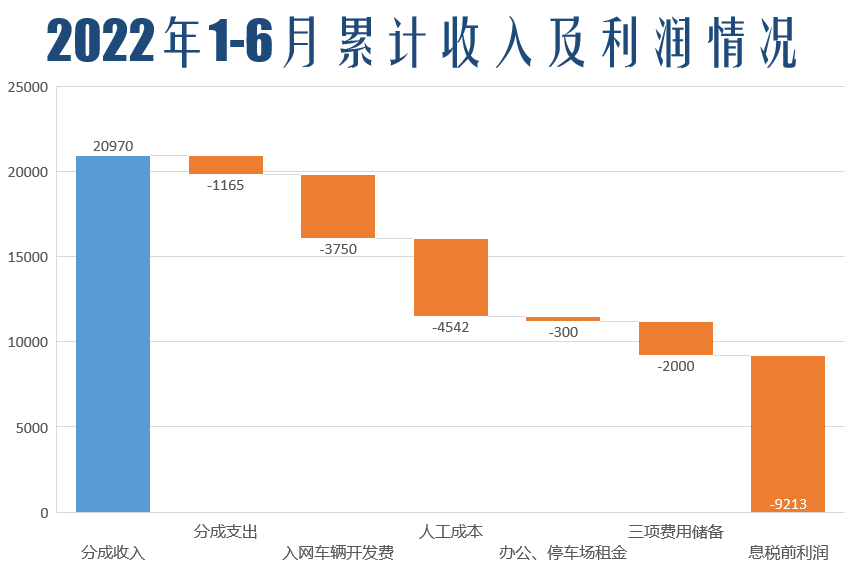 2022年1-6月累计收入及利润情况
25000
20000
15000
10000
5000
0
20970
-1165
-3750
-4542
-300
-2000
-9213
分成收入
分成支出
入网车辆开发费
人工成本
办公、停车场租金
三项费用储备
息税前利润